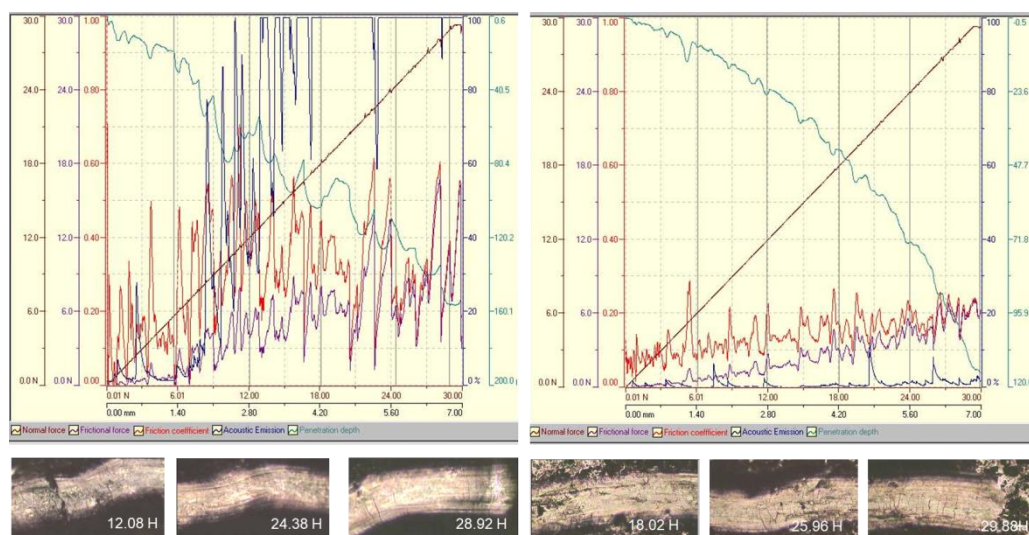 30.0 30.0 1.00 100 0.6
24.0 24.0 0.80 80 40.5
18.0 18.0 0.60 60 80.4
12.0 12.0 0.40 40 120.2
6.0 6.0 0.20 20 160.1
0.0 N 0.0 N 0.00 0 % 200.0
0.01 N 6.01 12.00 18.00 24.00 30.00
0.00 mm 1.40 2.80 4.20 5.60 7.00
Normal force Frictional force Friction coefficient Acoustic Emission Penetration depth
12.08 H 24.38 H 28.92 H
30.0 30.0 1.00 100 -0.5
24.0 24.0 0.80 80 23.6
18.0 18.0 0.60 60 47.7
12.0 12.0 0.40 40 71.8
6.0 6.0 0.20 20 95.9
0.0 N 0.0 N 0.00 0 % 120.0
0.01 N 6.01 12.00 18.00 24.00 30.00
0.00 mm 1.40 2.80 4.20 5.60 7.00
Normal force Frictional force Friction coefficient Acoustic Emission Penetration depth
18.02 H 25.96 H 29.88H